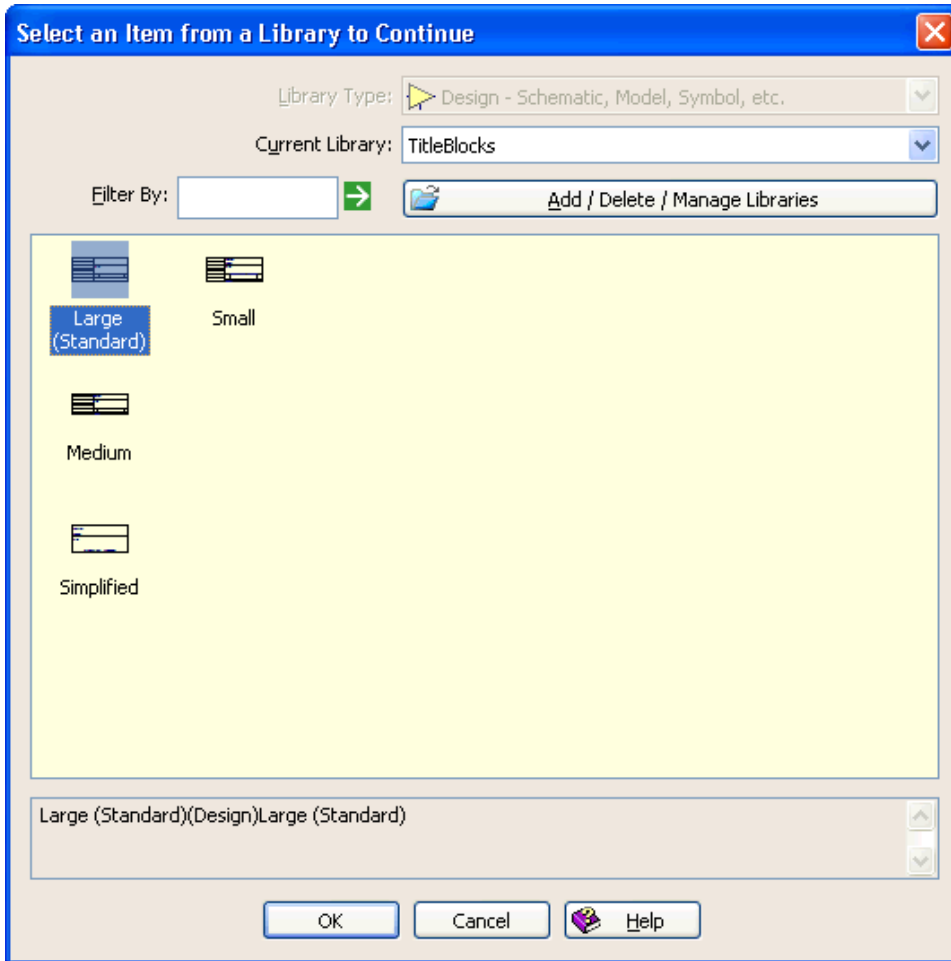 Select an Item from a Library to Continue
Library Type: Design - Schematic, Model, Symbol, etc.
Current Library: TitleBlocks
Filter By: Add / Delete / Manage Libraries
Large (Standard)
Small
Medium
Simplified
Large (Standard)(Design)Large (Standard)
OK Cancel Help